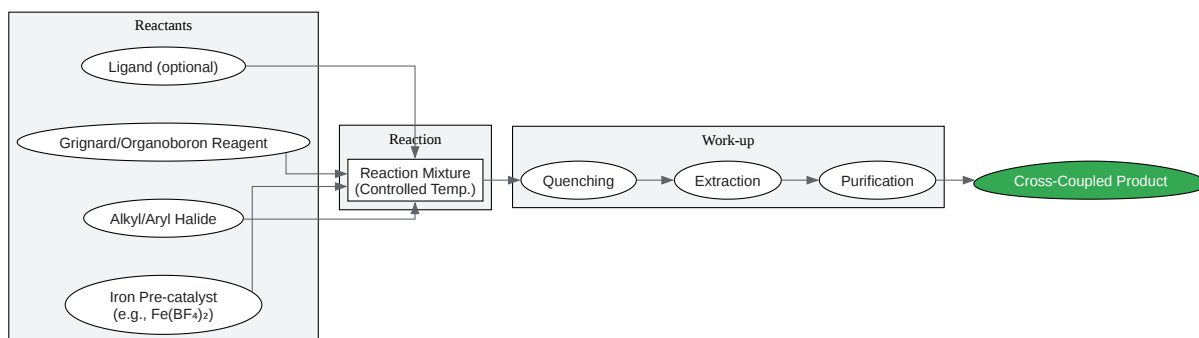 Reactants
Ligand (optional)
Grignard/Organoboron Reagent
Alkyl/Aryl Halide
Iron Pre-catalyst
(e.g., Fe(BF₄)₂)
Reaction
Reaction Mixture
(Controlled Temp.)
Work-up
Quenching
Extraction
Purification
Cross-Coupled Product